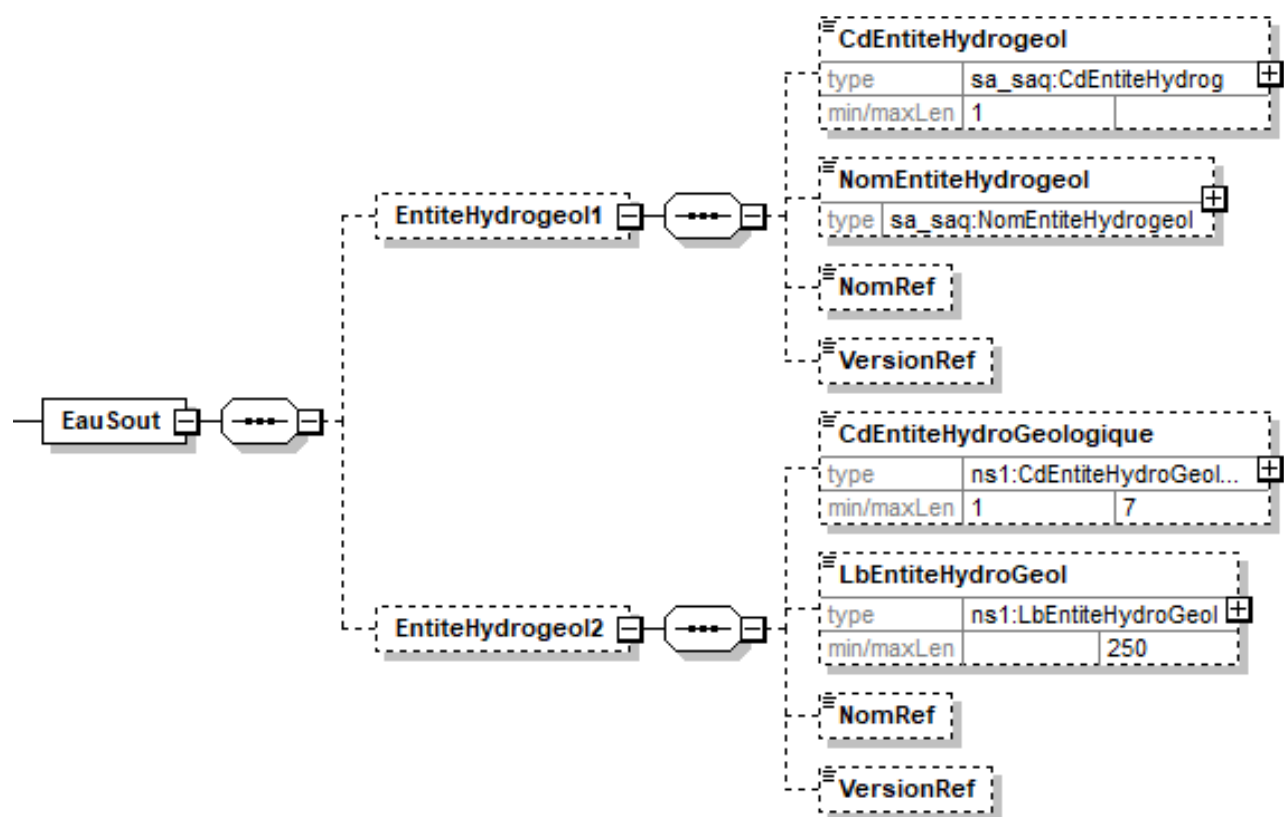 CdEntiteHydrogeol
type sa_saq:CdEntiteHydrog
min/maxLen 1
NomEntiteHydrogeol
type sa_saq:NomEntiteHydrogeol
EntiteHydrogeol1
NomRef
VersionRef
EauSout
CdEntiteHydroGeologique
type ns1:CdEntiteHydroGeol...
min/maxLen 1 7
LbEntiteHydroGeol
type ns1:LbEntiteHydroGeol
EntiteHydrogeol2
min/maxLen 250
NomRef
VersionRef